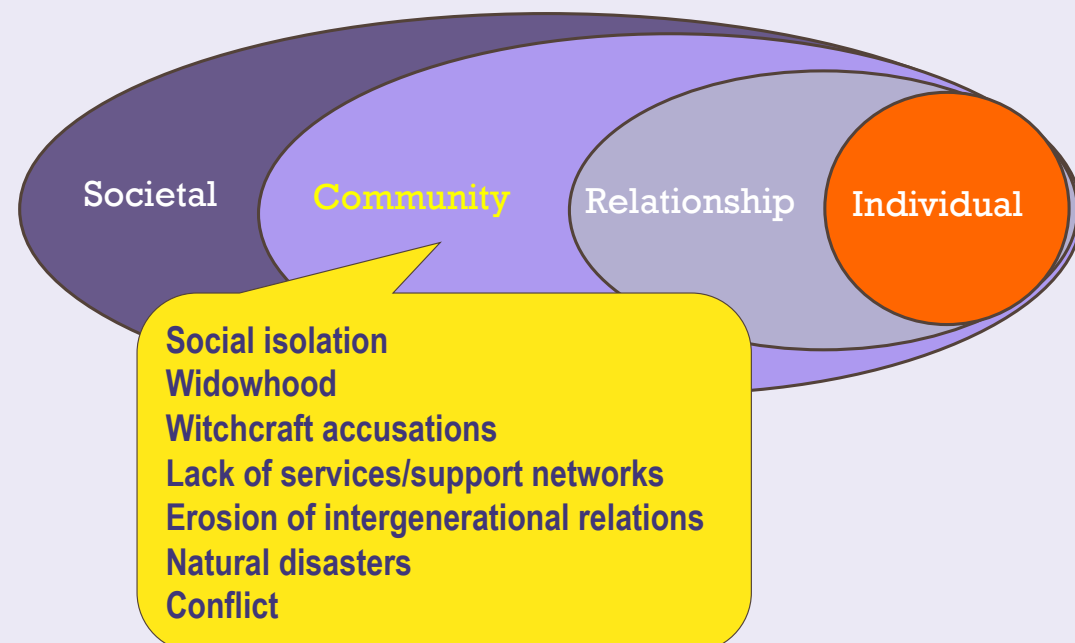 Societal
Community
Relationship
Individual
Social isolation
Widowhood
Witchcraft accusations
Lack of services/support networks
Erosion of intergenerational relations
Natural disasters
Conflict